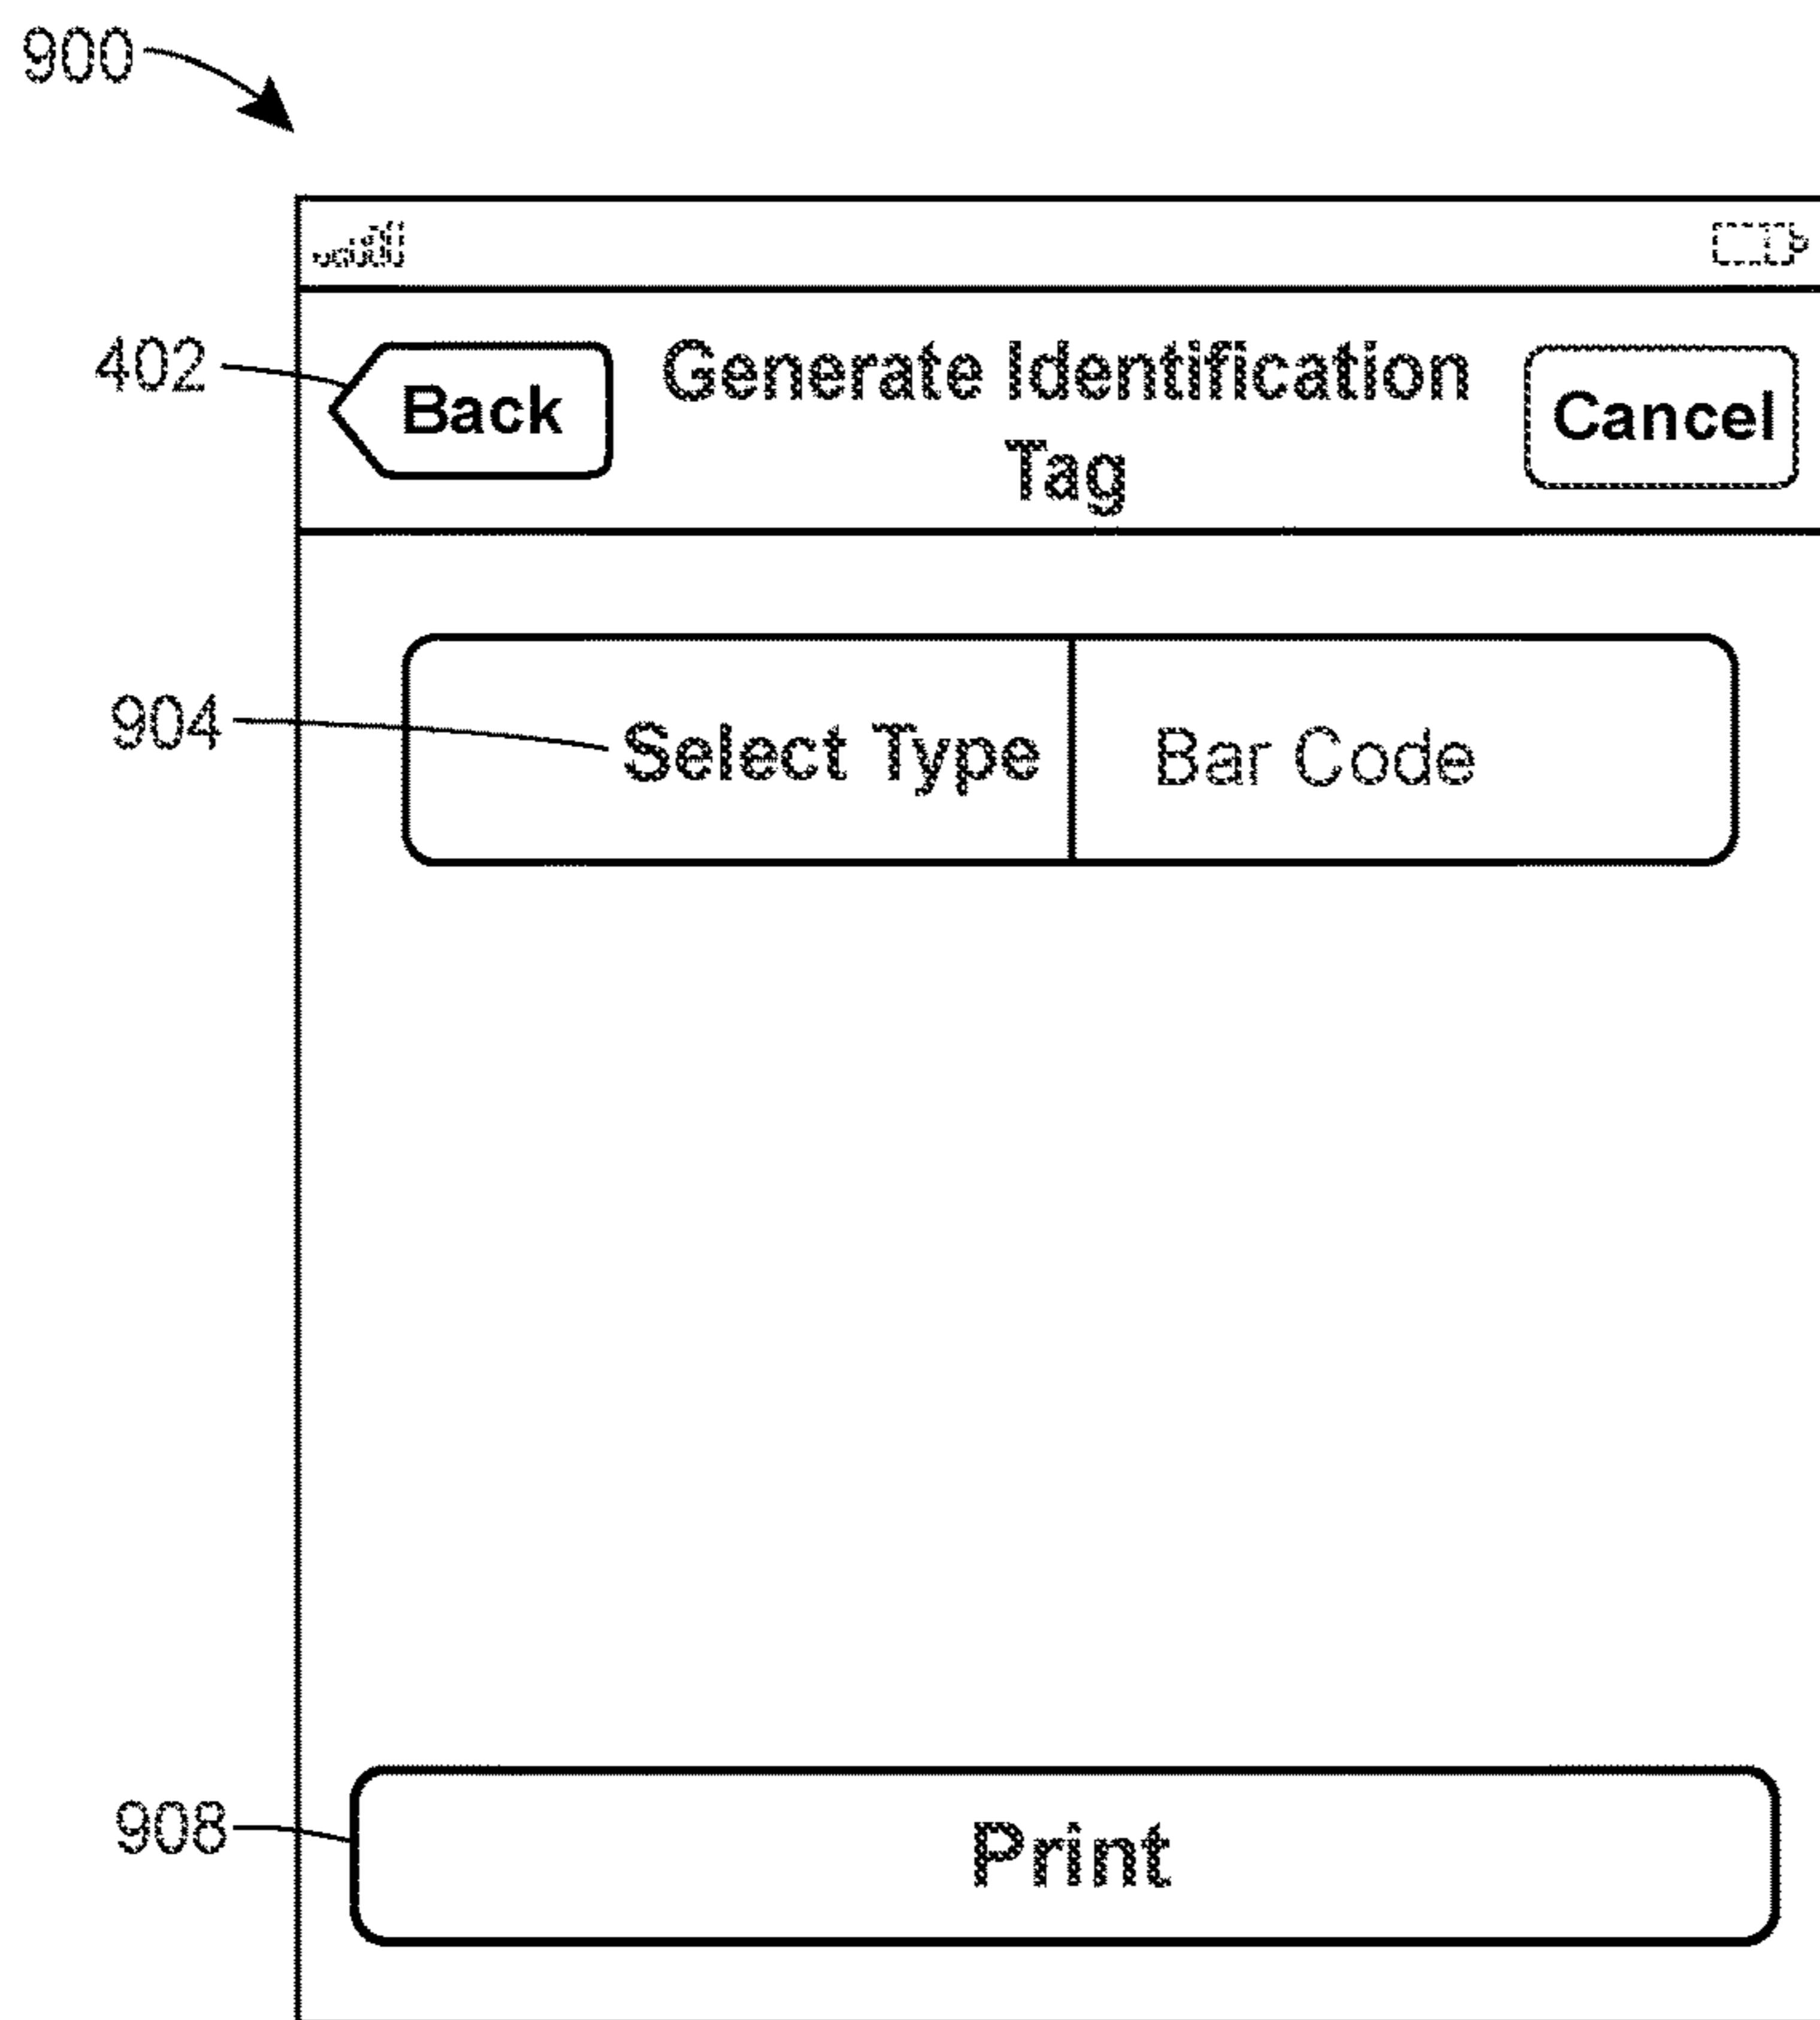 900
402
Back
Generate Identification
Tag
Cancel
904
Select Type
Bar Code
908
Print